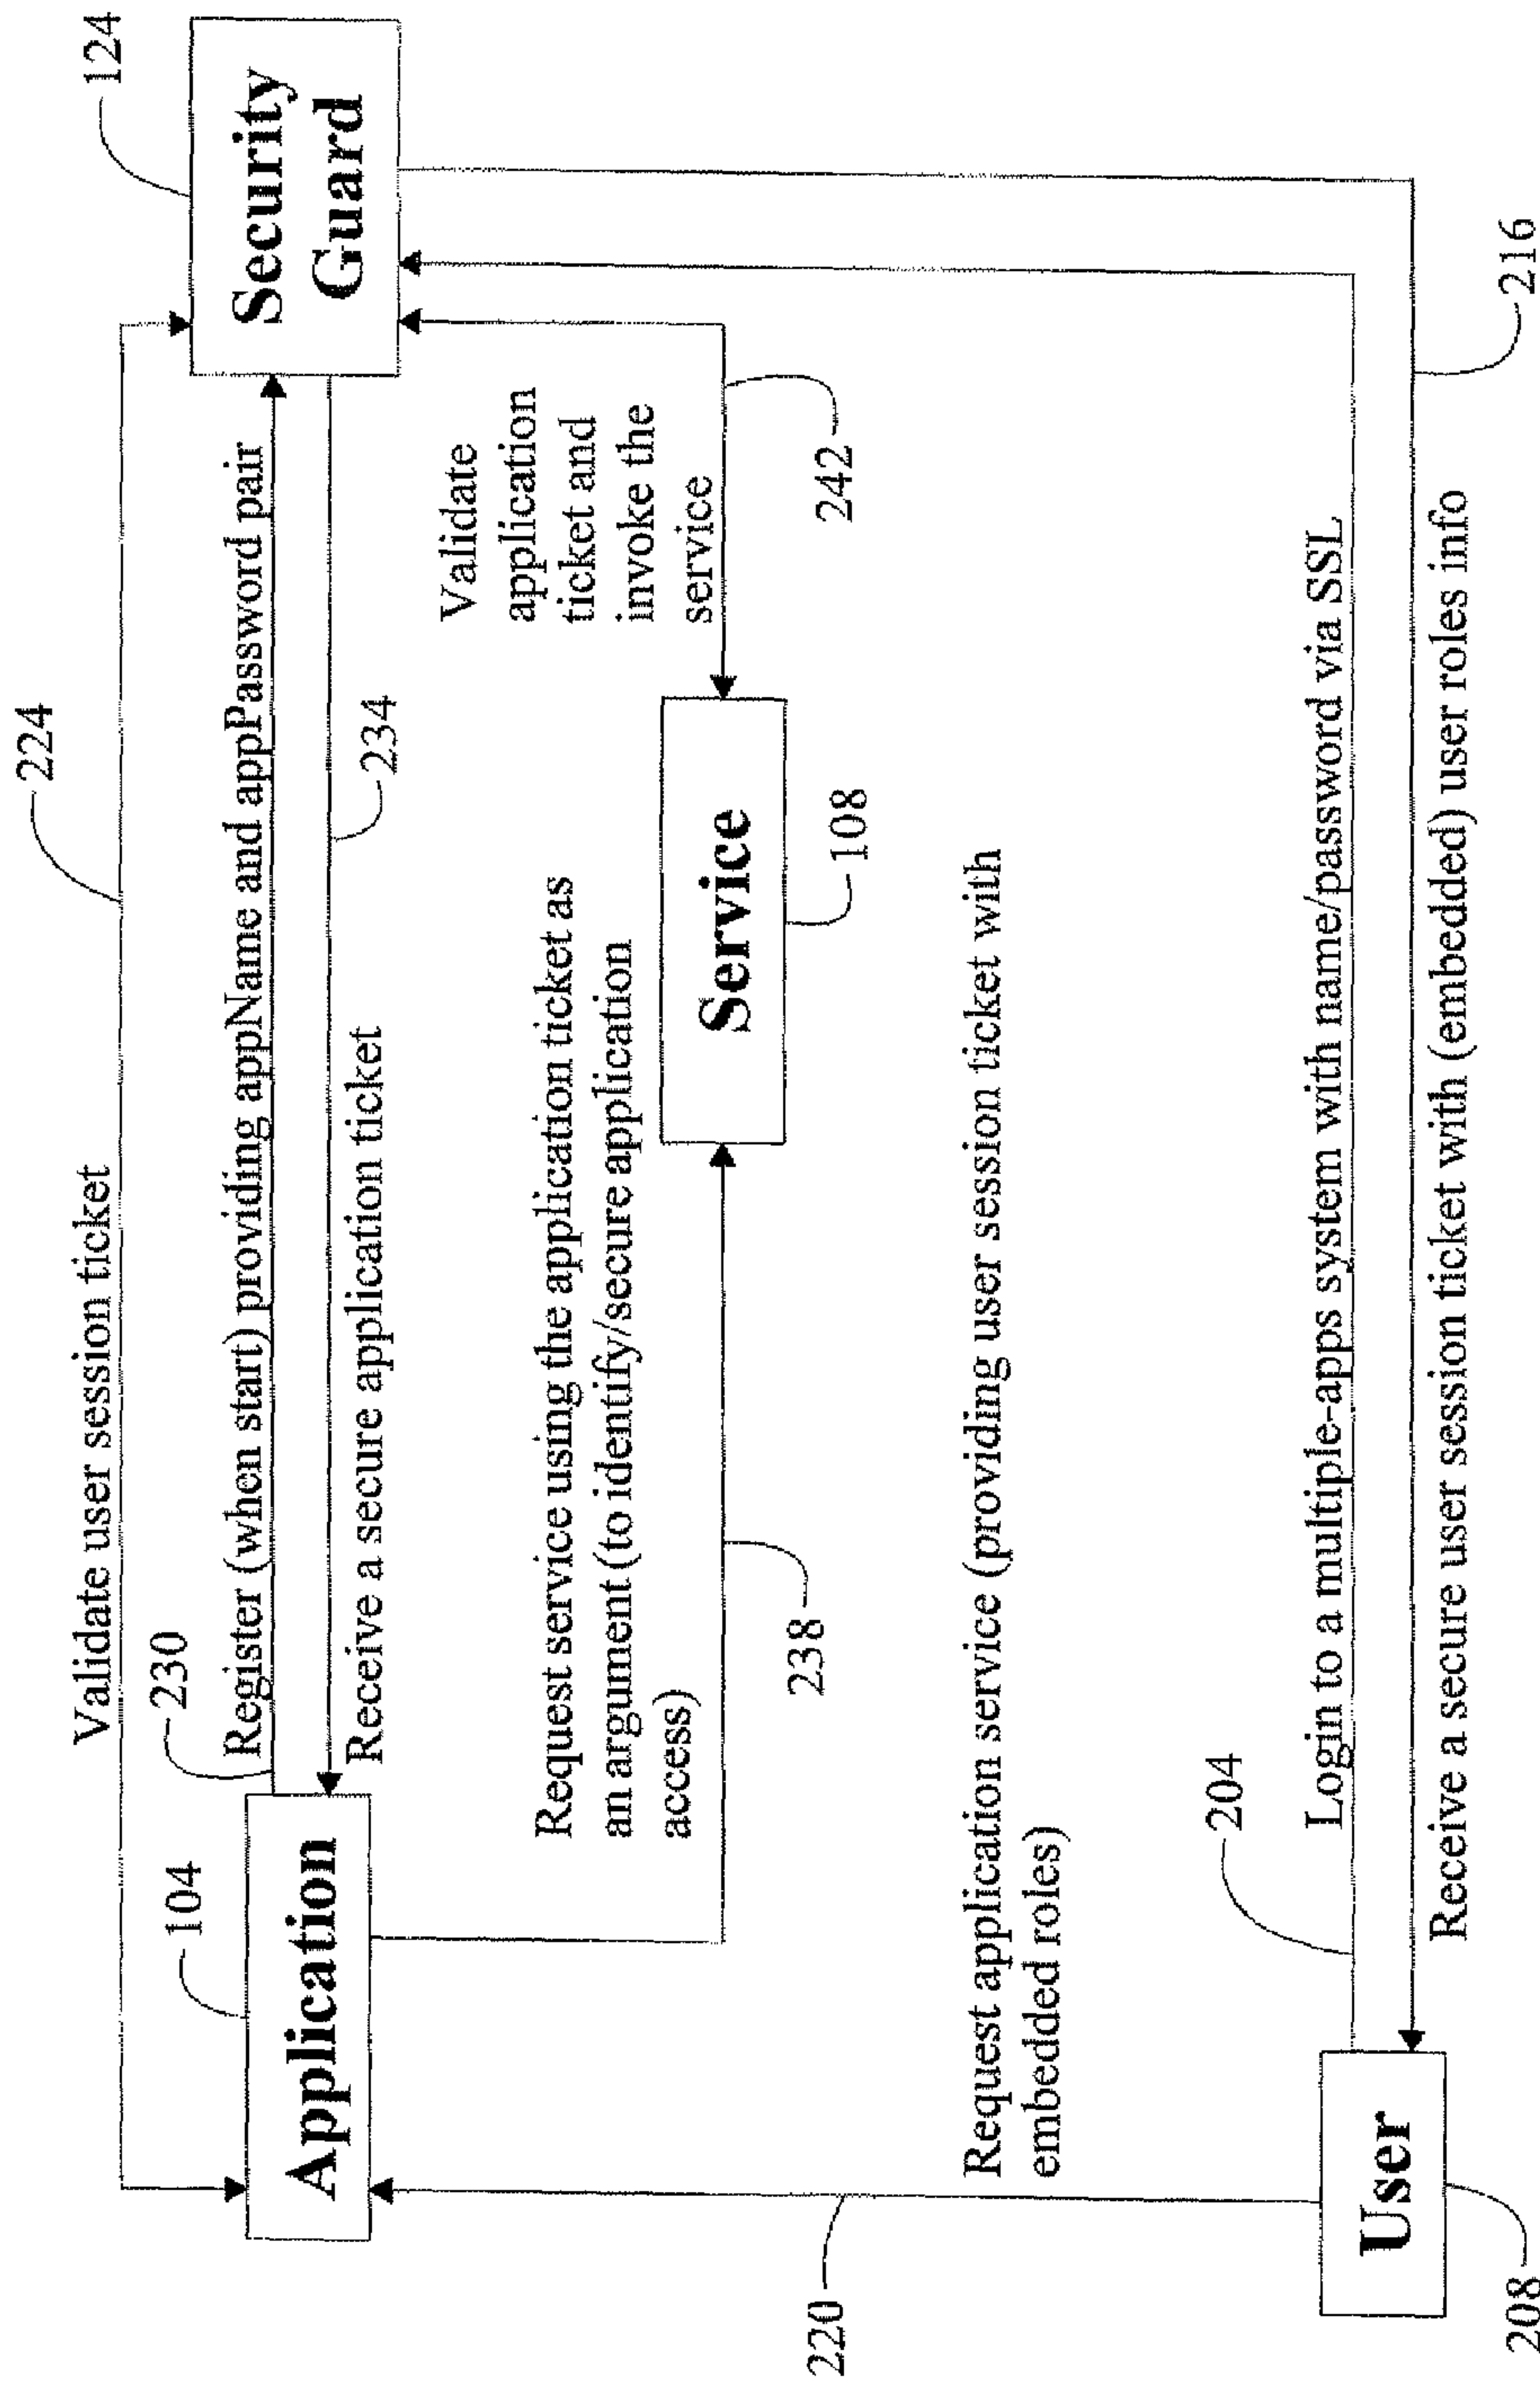 224
124
Validate user session ticket
230
Register (when start) providing appName and appPassword pair
104
Application
Security
Guard
234
Receive a secure application ticket
Validate
application
ticket and
invoke the
service
242
Request service using the application ticket as
an argument (to identify/secure application
access)
238
Service
108
220
Request application service (providing user session ticket with
embedded roles)
204
Login to a multiple-apps system with name/password via SSL
User
208
216
Receive a secure user session ticket with (embedded) user roles info